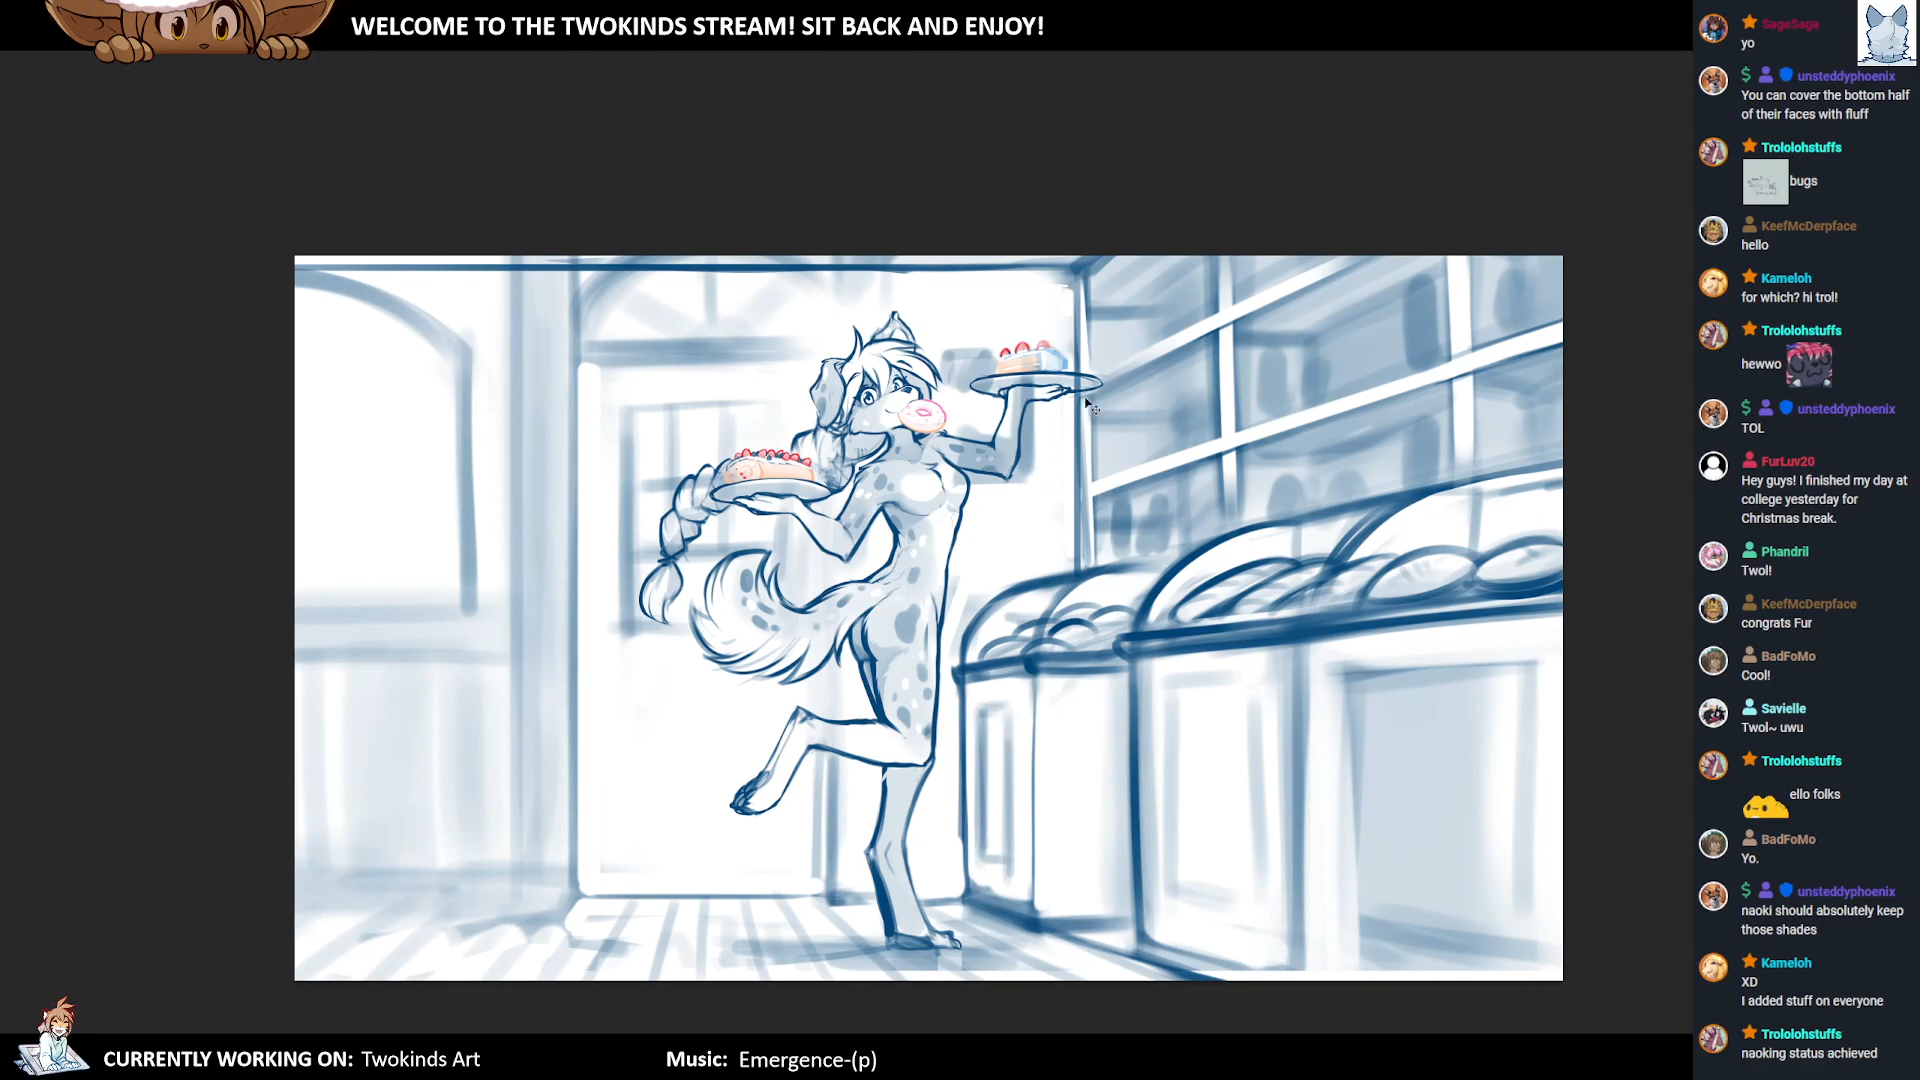 WELCOME TO THE TWOKINDS STREAM! SIT BACK AND ENJOY!
SageSaga
yo
unsteddyphoenix
You can cover the bottom half
of their faces with fluff
Trololohstuffs
bugs
KeefMcDerpface
hello
Kameloh
for which? hi trol!
Trololohstuffs
hewwo
unsteddyphoenix
TOL
FurLuv20
Hey guys! I finished my day at
college yesterday for
Christmas break.
Phandril
Twol!
KeefMcDerpface
congrats Fur
BadFoMo
Cool!
Savielle
Twol~ uwu
Trololohstuffs
ello folks
BadFoMo
Yo.
unsteddyphoenix
naoki should absolutely keep
those shades
Kameloh
XD
I added stuff on everyone
Trololohstuffs
naoking status achieved
CURRENTLY WORKING ON: Twokinds Art
Music: Emergence-(p)